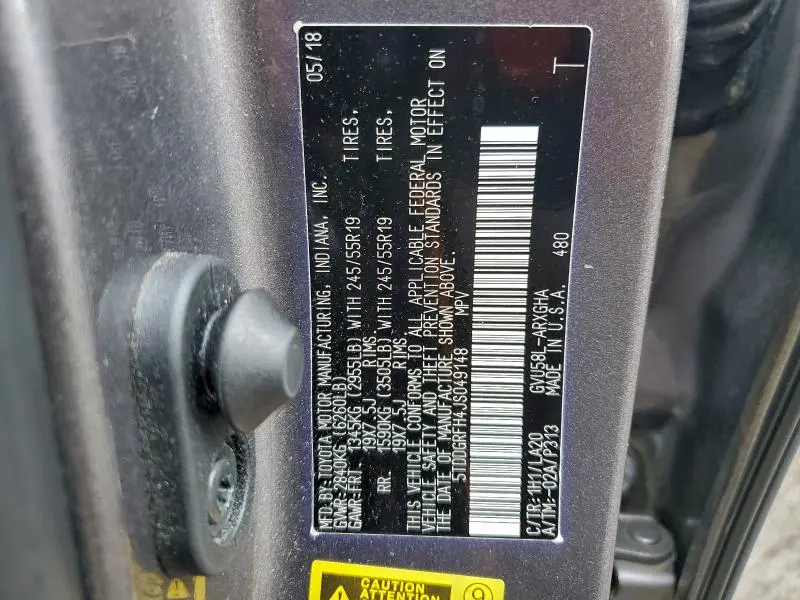 MFD.BY:TOYOTA MOTOR MANUFACTURING, INDIANA, INC. 05/18
GVWR-2840KG (6260LB)
GAWR-FRT- 1345KG (2955LB) WITH 245/55R19 TIRES,
19X7.5J RIMS
RR. 1590KG (3505LB) WITH 245/55R19 TIRES,
19X7.5J RIMS
THIS VEHICLE CONFORMS TO ALL APPLICABLE FEDERAL MOTOR
VEHICLE SAFETY AND THEFT PREVENTION STANDARDS IN EFFECT ON
THE DATE OF MANUFACTURE SHOWN ABOVE.
5TDDGRFH4JS049148 MPV
C/TR:1H1/LA20 GVU58L-ARXGHA T
A/TM:-02A/P313 MADE IN U.S.A. 480
CAUTION
ATTENTION